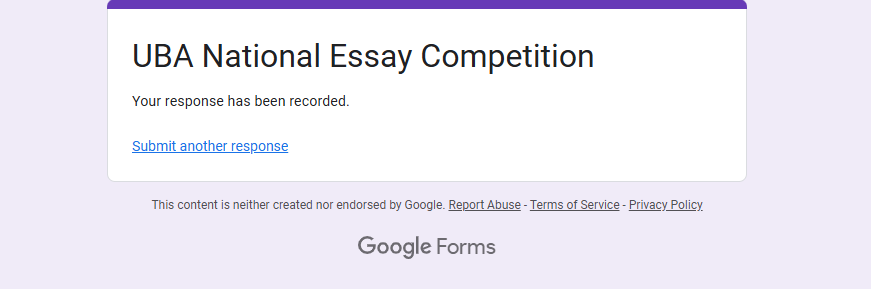 UBA National Essay Competition
Your response has been recorded.
Submit another response
This content is neither created nor endorsed by Google. Report Abuse - Terms of Service - Privacy Policy
Google Forms